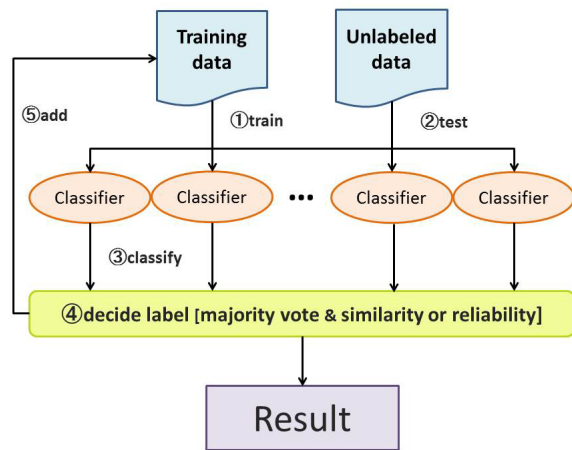 Training
data
Unlabeled
data
⑤add
①train
②test
Classifier
Classifier
...
Classifier
Classifier
③classify
④decide label [majority vote & similarity or reliability]
Result